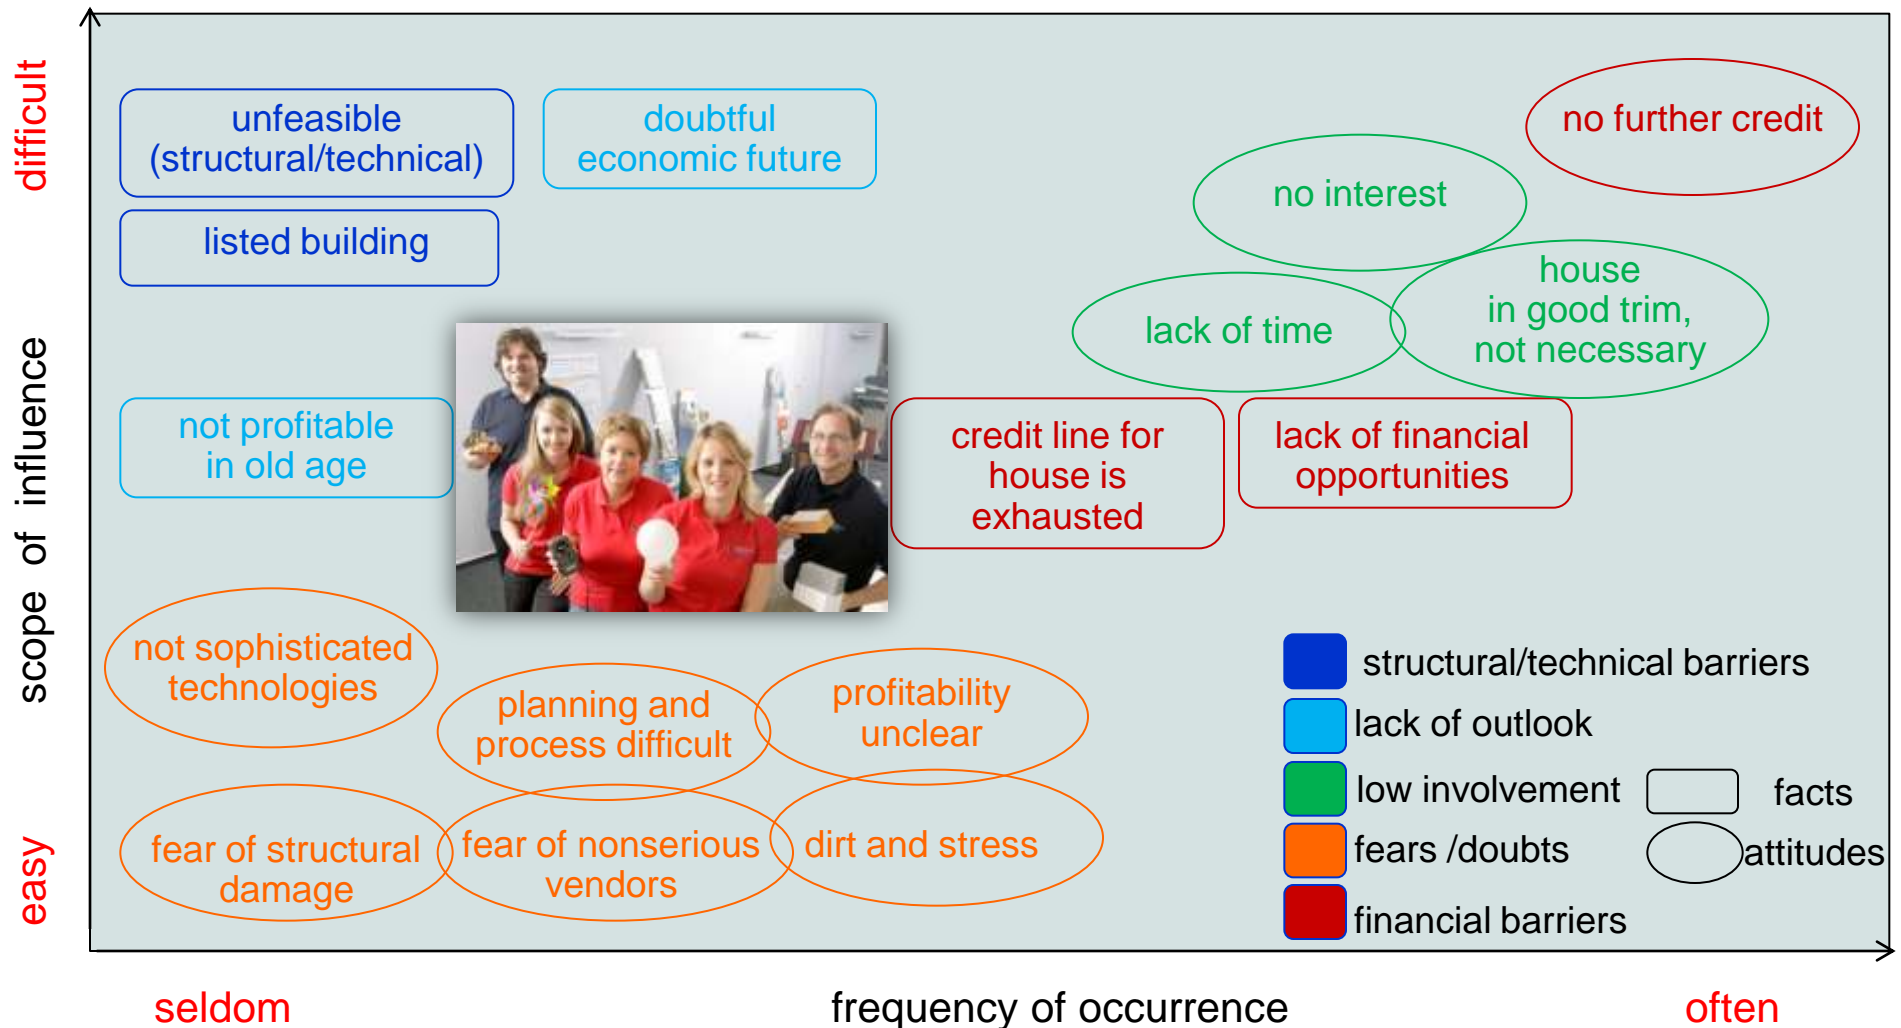 difficult
scope of influence
easy
unfeasible
(structural/technical)
doubtful
economic future
no further credit
no interest
listed building
house
in good trim,
not necessary
lack of time
not profitable
in old age
credit line for
house is
exhausted
lack of financial
opportunities
not sophisticated
technologies
planning and
process difficult
profitability
unclear
fear of structural
damage
fear of nonserious
vendors
dirt and stress
structural/technical barriers
lack of outlook
low involvement
fears /doubts
financial barriers
facts
attitudes
seldom
frequency of occurrence
often